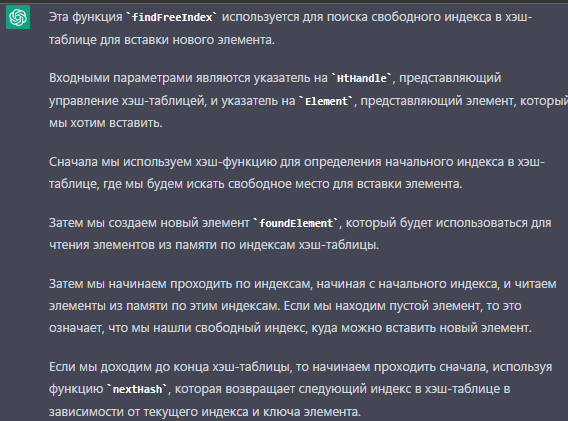 Эта функция `findFreeIndex` используется для поиска свободного индекса в хэш-
таблице для вставки нового элемента.
Входными параметрами являются указатель на `HtHandle`, представляющий
управление хэш-таблицей, и указатель на `Element`, представляющий элемент, который
мы хотим вставить.
Сначала мы используем хэш-функцию для определения начального индекса в хэш-
таблице, где мы будем искать свободное место для вставки элемента.
Затем мы создаем новый элемент `foundElement`, который будет использоваться для
чтения элементов из памяти по индексам хэш-таблицы.
Затем мы начинаем проходить по индексам, начиная с начального индекса, и читаем
элементы из памяти по этим индексам. Если мы находим пустой элемент, то это
означает, что мы нашли свободный индекс, куда можно вставить новый элемент.
Если мы доходим до конца хэш-таблицы, то начинаем проходить сначала, используя
функцию `nextHash`, которая возвращает следующий индекс в хэш-таблице в
зависимости от текущего индекса и ключа элемента.